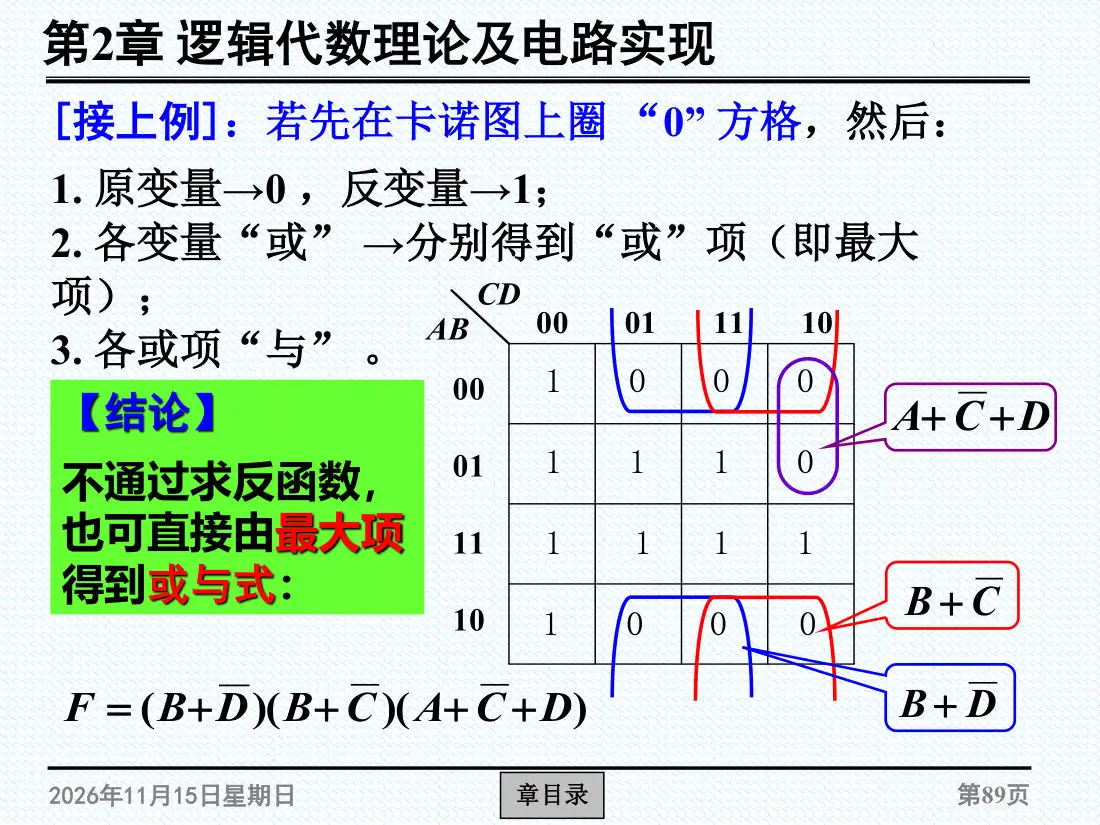 第2章 逻辑代数理论及电路实现
[接上例]：若先在卡诺图上圈 “0” 方格，然后：
1. 原变量→0 ，反变量→1；
2. 各变量“或” →分别得到“或”项（即最大
项）；
3. 各或项“与” 。
CD
AB
00 01 11 10
00 1 0 0 0
01 1 1 1 0
11 1 1 1 1
10 1 0 0 0
A+C̅+D
B+C̅
B+D̅
【结论】
不通过求反函数，
也可直接由最大项
得到或与式：
F=(B+D̅)(B+C̅)(A+C̅+D)
2026年11月15日星期日
章目录
第89页